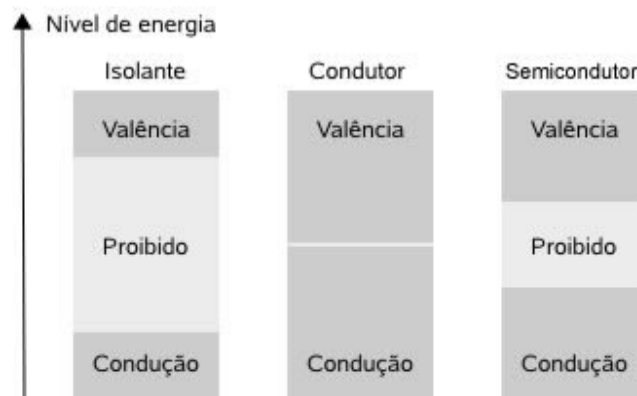 Nível de energia
Isolante Condutor Semicondutor
Valência Valência Valência
Proibido Proibido
Condução Condução Condução